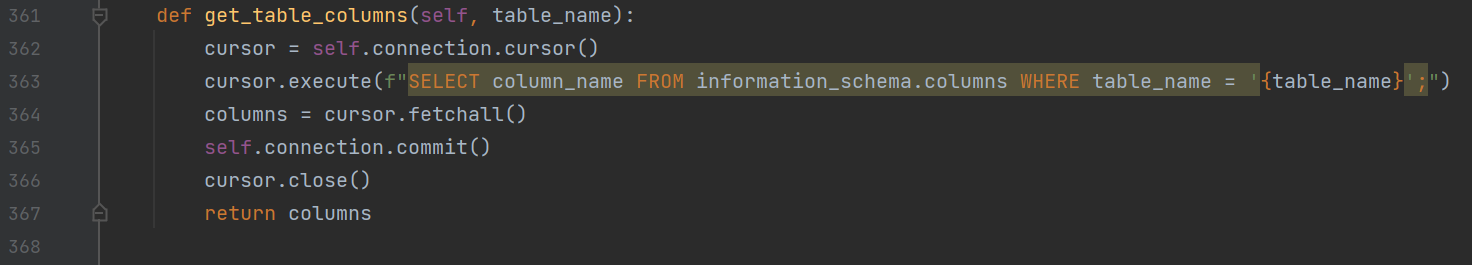 361 def get_table_columns(self, table_name):
362 cursor = self.connection.cursor()
363 cursor.execute(f"SELECT column_name FROM information_schema.columns WHERE table_name = '{table_name}';")
364 columns = cursor.fetchall()
365 self.connection.commit()
366 cursor.close()
367 return columns
368